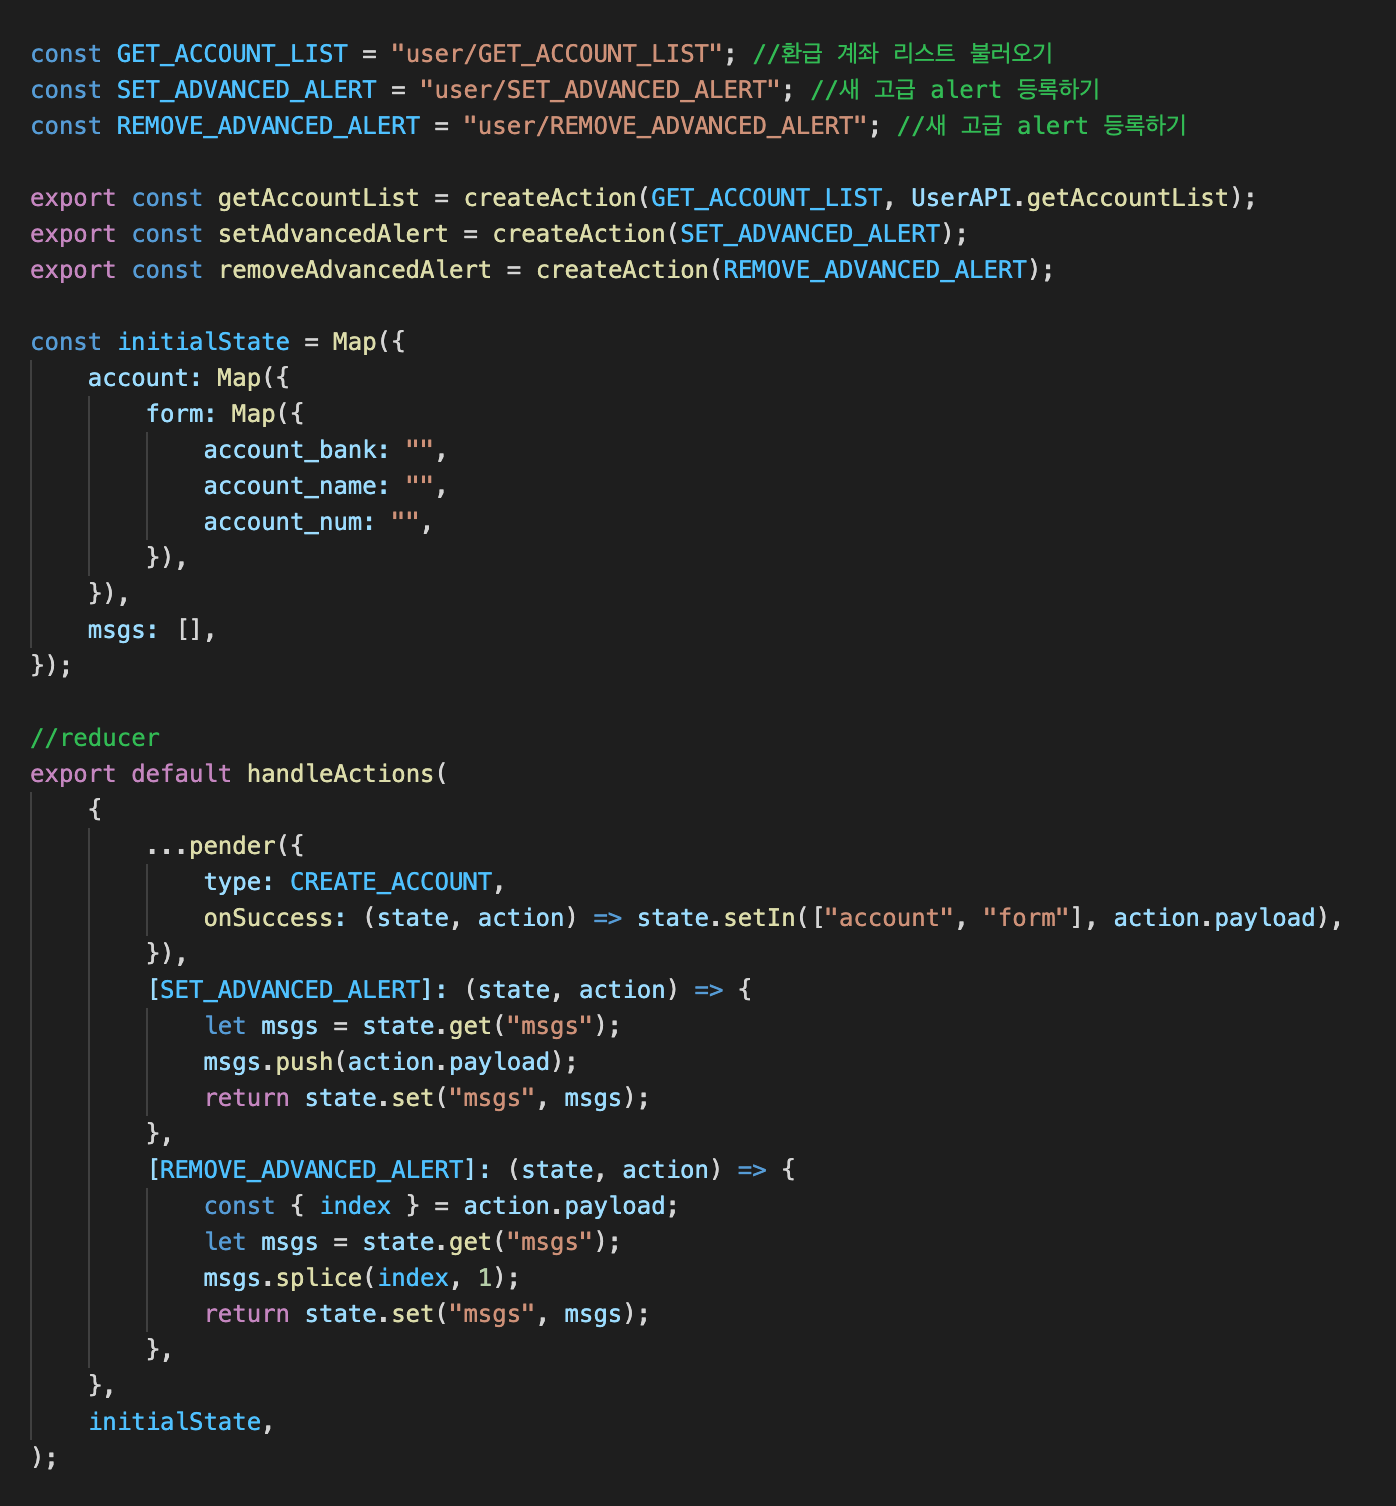 const GET_ACCOUNT_LIST = "user/GET_ACCOUNT_LIST"; //환급 계좌 리스트 불러오기
const SET_ADVANCED_ALERT = "user/SET_ADVANCED_ALERT"; //새 고급 alert 등록하기
const REMOVE_ADVANCED_ALERT = "user/REMOVE_ADVANCED_ALERT"; //새 고급 alert 등록하기

export const getAccountList = createAction(GET_ACCOUNT_LIST, UserAPI.getAccountList);
export const setAdvancedAlert = createAction(SET_ADVANCED_ALERT);
export const removeAdvancedAlert = createAction(REMOVE_ADVANCED_ALERT);

const initialState = Map({
    account: Map({
        form: Map({
            account_bank: "",
            account_name: "",
            account_num: "",
        }),
    }),
    msgs: [],
});

//reducer
export default handleActions(
    {
        ...pender({
            type: CREATE_ACCOUNT,
            onSuccess: (state, action) => state.setIn(["account", "form"], action.payload),
        }),
        [SET_ADVANCED_ALERT]: (state, action) => {
            let msgs = state.get("msgs");
            msgs.push(action.payload);
            return state.set("msgs", msgs);
        },
        [REMOVE_ADVANCED_ALERT]: (state, action) => {
            const { index } = action.payload;
            let msgs = state.get("msgs");
            msgs.splice(index, 1);
            return state.set("msgs", msgs);
        },
    },
    initialState,
);